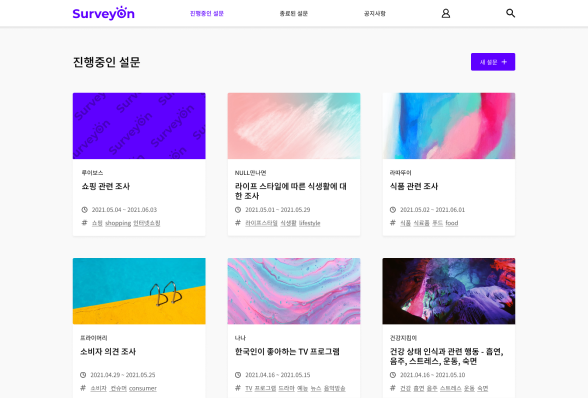 SurveyOn
진행중인 설문
종료된 설문
공지사항
진행중인 설문
새 설문 +
루이보스
쇼핑 관련 조사
2021.05.04 ~ 2021.06.03
# 쇼핑 shopping 인터넷쇼핑
NULL만나면
라이프 스타일에 따른 식생활에 대
한 조사
2021.05.01 ~ 2021.05.29
# 라이프스타일 식생활 lifestyle
라따뚜이
식품 관련 조사
2021.05.02 ~ 2021.06.01
# 식품 식료품 푸드 food
프라이머리
소비자 의견 조사
2021.04.29 ~ 2021.05.25
# 소비자 컨슈머 consumer
나나
한국인이 좋아하는 TV 프로그램
2021.04.16 ~ 2021.05.15
# TV 프로그램 드라마 예능 뉴스 음악방송
건강지킴이
건강 상태 인식과 관련 행동 - 흡연,
음주, 스트레스, 운동, 숙면
2021.04.16 ~ 2021.05.10
# 건강 흡연 음주 스트레스 운동 숙면